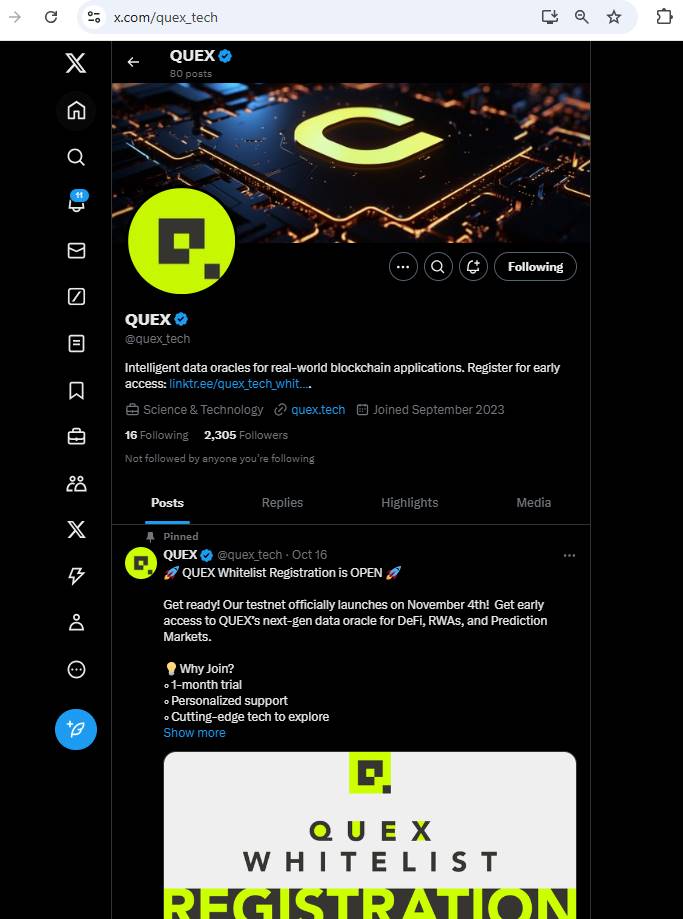 x.com/quex_tech
QUEX
80 posts
11
Following
QUEX
@quex_tech
Intelligent data oracles for real-world blockchain applications. Register for early
access: linktr.ee/quex_tech_whit….
Science & Technology quex.tech Joined September 2023
16 Following 2,305 Followers
Not followed by anyone you're following
Posts Replies Highlights Media
Pinned
QUEX @quex_tech · Oct 16
🚀 QUEX Whitelist Registration is OPEN 🚀
Get ready! Our testnet officially launches on November 4th! Get early
access to QUEX's next-gen data oracle for DeFi, RWAs, and Prediction
Markets.
💡Why Join?
∘ 1-month trial
∘ Personalized support
∘ Cutting-edge tech to explore
Show more
QUEX
WHITELIST
REGISTRATION